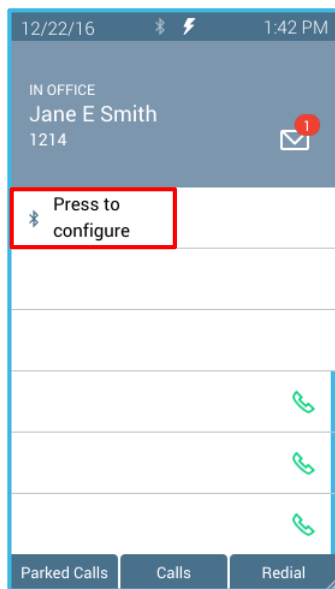 12/22/16 1:42 PM
IN OFFICE
Jane E Smith
1214
1
Press to
configure
Parked Calls Calls Redial